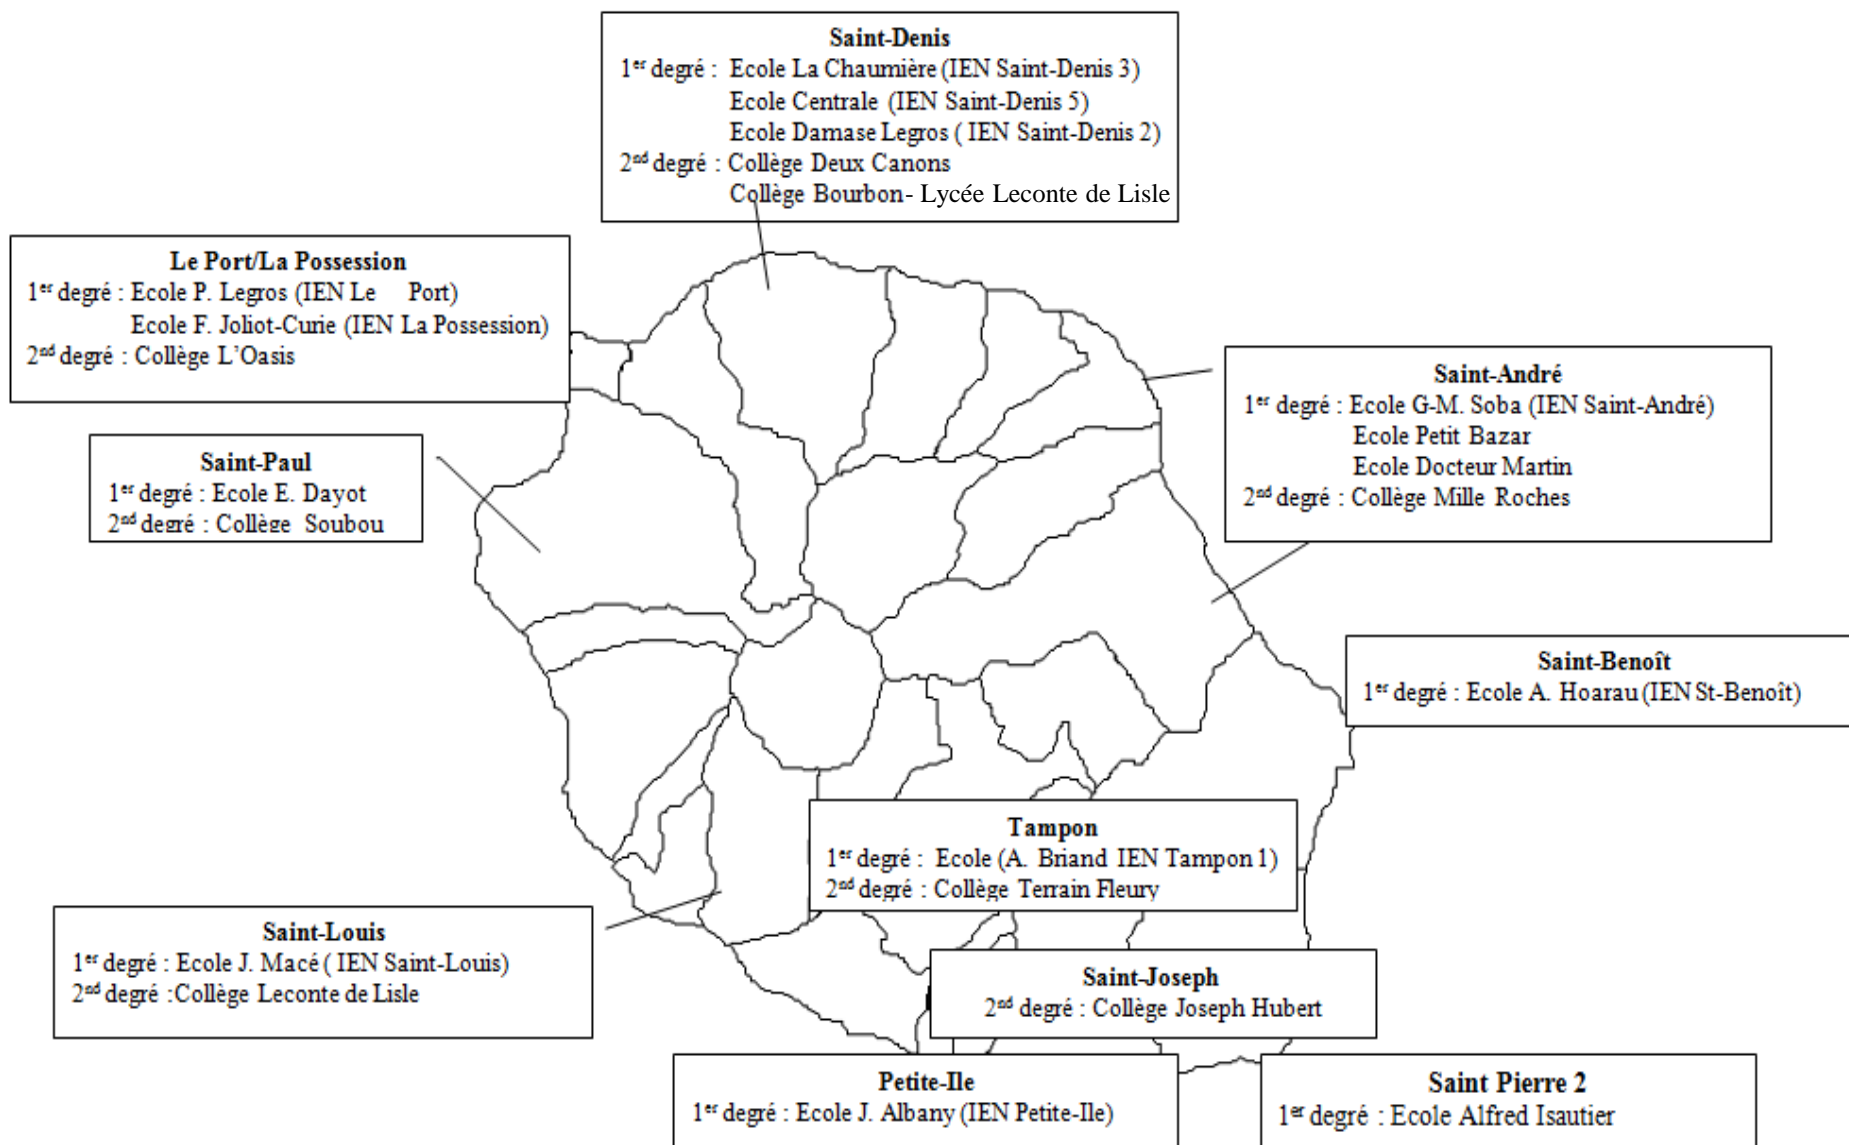 Saint-Denis
1er degré : Ecole La Chaumière (IEN Saint-Denis 3)
Ecole Centrale (IEN Saint-Denis 5)
Ecole Damase Legros ( IEN Saint-Denis 2)
2nd degré : Collège Deux Canons
Collège Bourbon- Lycée Leconte de Lisle
Le Port/La Possession
1er degré : Ecole P. Legros (IEN Le Port)
Ecole F. Joliot-Curie (IEN La Possession)
2nd degré : Collège L'Oasis
Saint-André
1er degré : Ecole G-M. Soba (IEN Saint-André)
Ecole Petit Bazar
Ecole Docteur Martin
2nd degré : Collège Mille Roches
Saint-Paul
1er degré : Ecole E. Dayot
2nd degré : Collège Soubou
Saint-Benoît
1er degré : Ecole A. Hoarau (IEN St-Benoît)
Tampon
1er degré : Ecole (A. Briand IEN Tampon 1)
2nd degré : Collège Terrain Fleury
Saint-Louis
1er degré : Ecole J. Macé ( IEN Saint-Louis)
2nd degré :Collège Leconte de Lisle
Saint-Joseph
2nd degré : Collège Joseph Hubert
Petite-Ile
1er degré : Ecole J. Albany (IEN Petite-Ile)
Saint Pierre 2
1er degré : Ecole Alfred Isautier